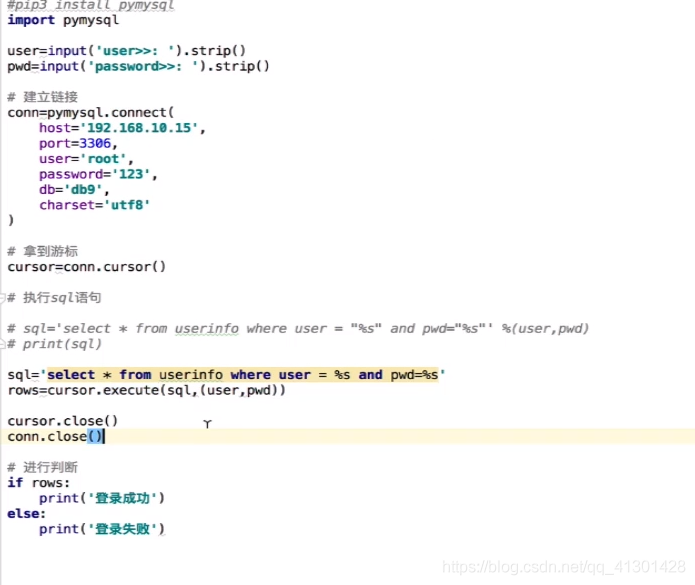 #pip3 install pymysql
import pymysql
user=input('user>>: ').strip()
pwd=input('password>>: ').strip()
# 建立链接
conn=pymysql.connect(
    host='192.168.10.15',
    port=3306,
    user='root',
    password='123',
    db='db9',
    charset='utf8'
)
# 拿到游标
cursor=conn.cursor()
# 执行sql语句
# sql='select * from userinfo where user = "%s" and pwd="%s"' %(user,pwd)
# print(sql)
sql='select * from userinfo where user = %s and pwd=%s'
rows=cursor.execute(sql,(user,pwd))
cursor.close()
conn.close()
# 进行判断
if rows:
    print('登录成功')
else:
    print('登录失败')
https://blog.csdn.net/qq_41301428